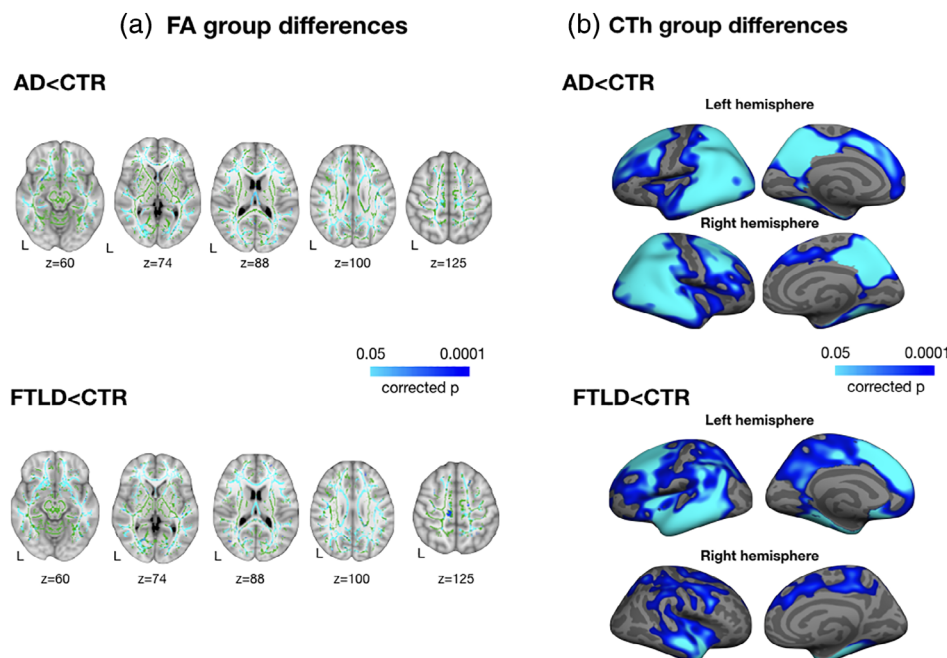 (a) FA group differences
AD<CTR
L
L
L
L
L
z=60 z=74 z=88 z=100 z=125
0.05 0.0001
corrected p
FTLD<CTR
L
L
L
L
L
z=60 z=74 z=88 z=100 z=125
(b) CTh group differences
AD<CTR
Left hemisphere
Right hemisphere
0.05 0.0001
corrected p
FTLD<CTR
Left hemisphere
Right hemisphere